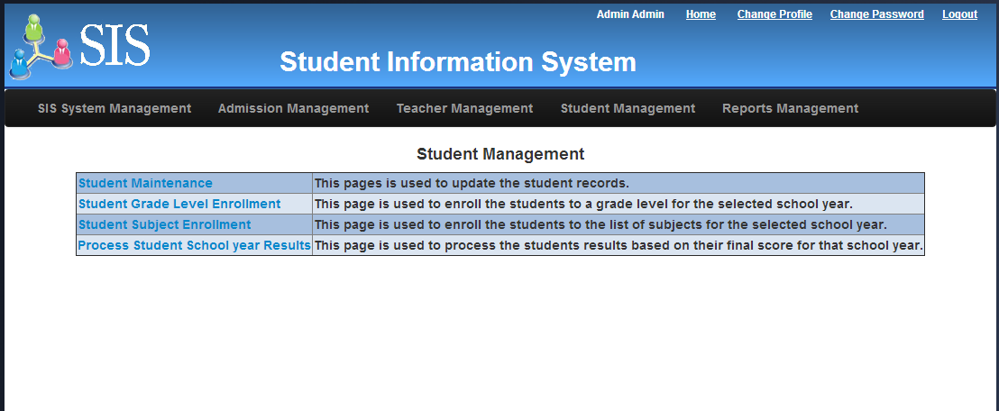 Admin Admin Home Change Profile Change Password Logout
SIS
Student Information System
SIS System Management Admission Management Teacher Management Student Management Reports Management
Student Management
Student Maintenance This pages is used to update the student records.
Student Grade Level Enrollment This page is used to enroll the students to a grade level for the selected school year.
Student Subject Enrollment This page is used to enroll the students to the list of subjects for the selected school year.
Process Student School year Results This page is used to process the students results based on their final score for that school year.